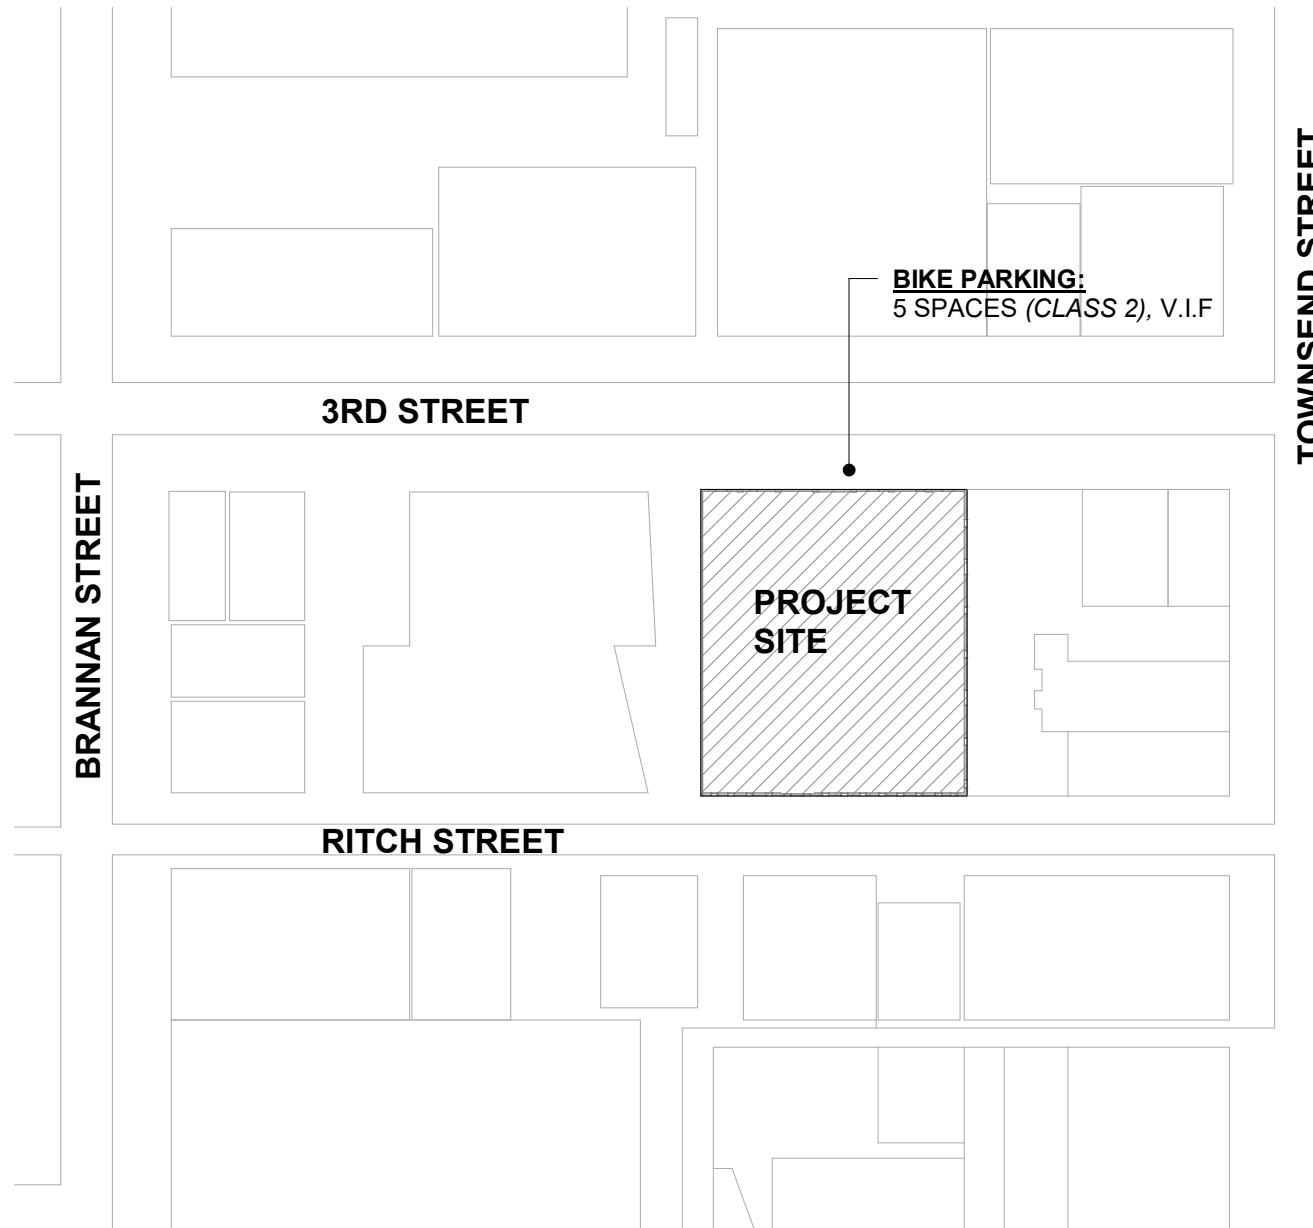 TOWNSEND STREET
BIKE PARKING:
5 SPACES (CLASS 2), V.I.F
3RD STREET
BRANNAN STREET
PROJECT
SITE
RITCH STREET